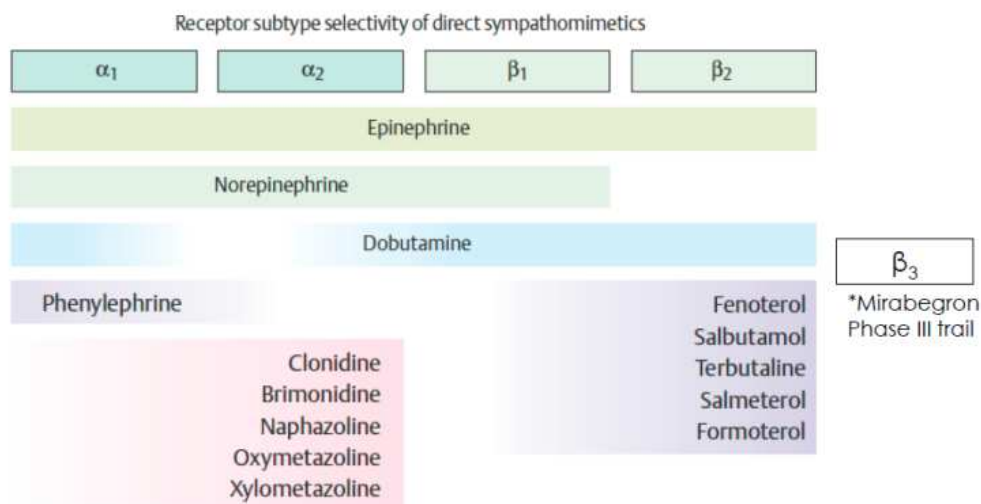 Receptor subtype selectivity of direct sympathomimetics
α₁ α₂ β₁ β₂
Epinephrine
Norepinephrine
Dobutamine
β₃
*Mirabegron
Phase III trail
Phenylephrine
Fenoterol
Salbutamol
Terbutaline
Salmeterol
Formoterol
Clonidine
Brimonidine
Naphazoline
Oxymetazoline
Xylometazoline